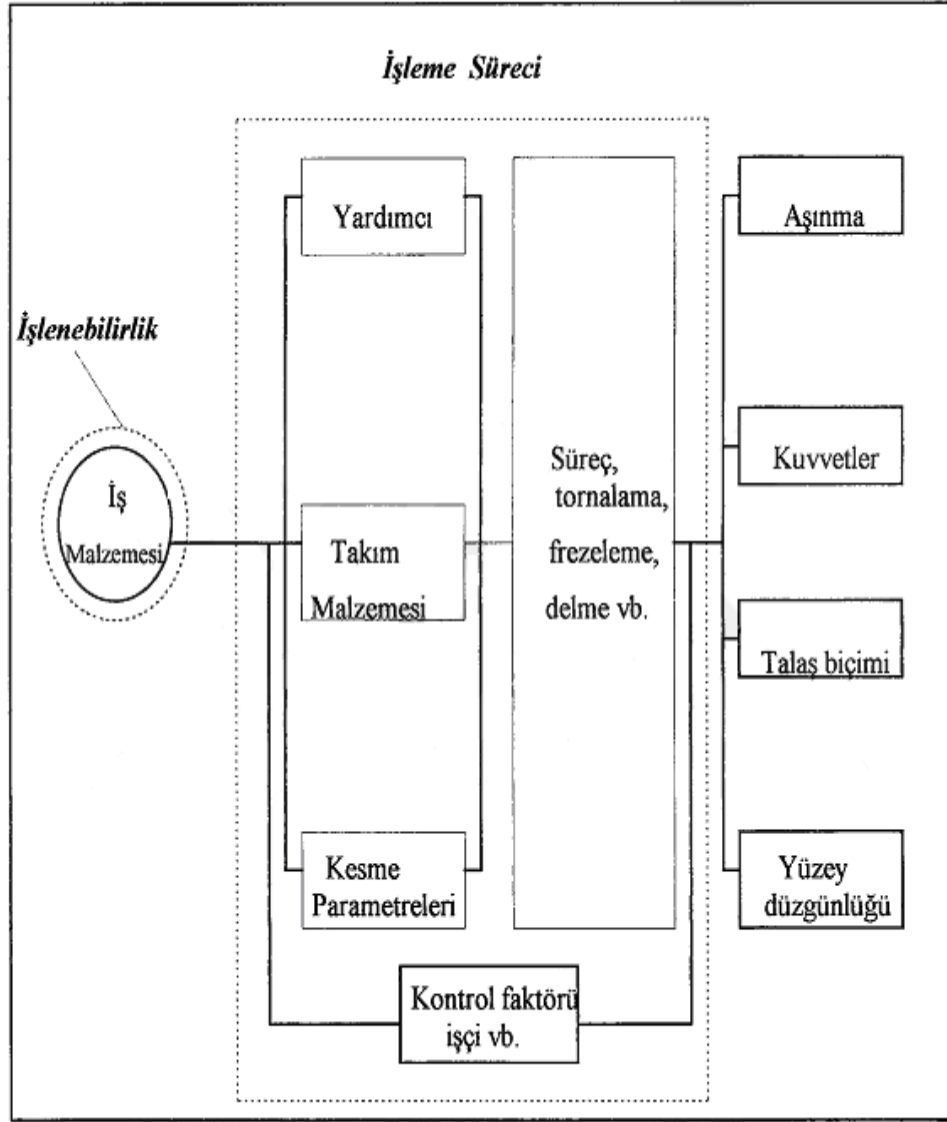 İşleme Süreci
İşlenebilirlik
İş
Malzemesi
Yardımcı
Takım
Malzemesi
Kesme
Parametreleri
Süreç,
tornalama,
frezeleme,
delme vb.
Kontrol faktörü
işçi vb.
Aşınma
Kuvvetler
Talaş biçimi
Yüzey
düzgünlüğü